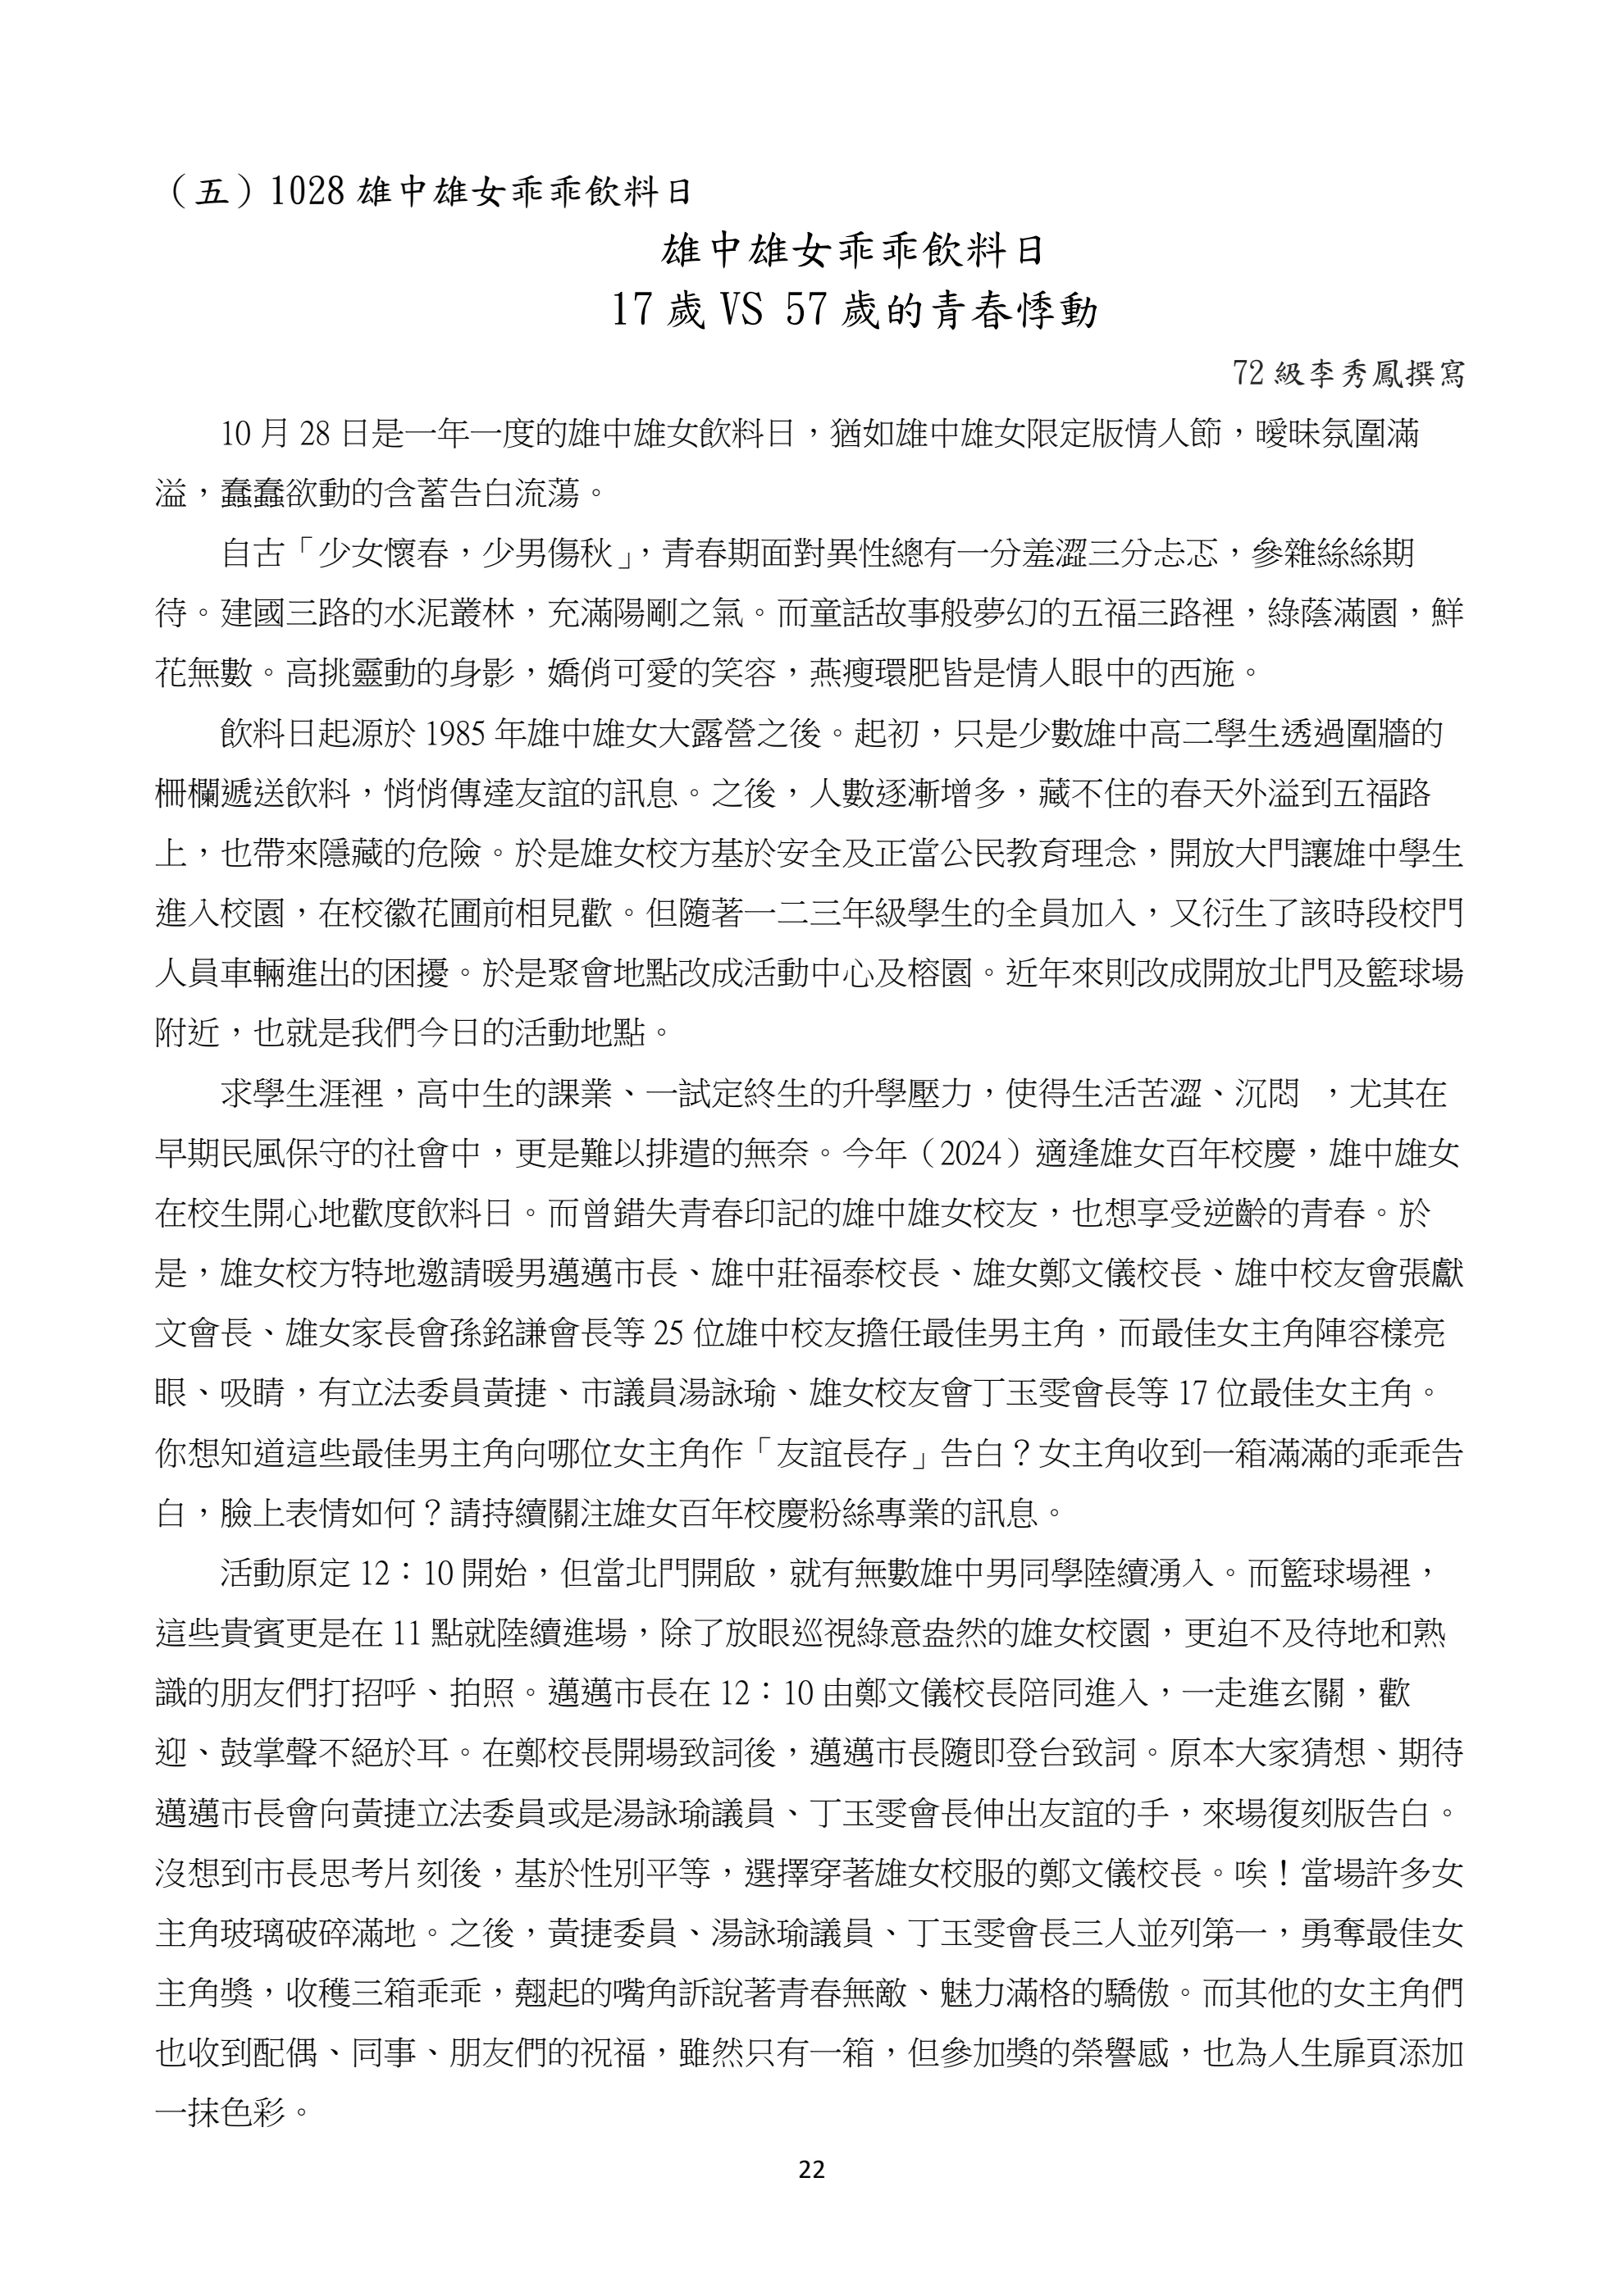 （五）1028 雄中雄女乖乖飲料日
雄中雄女乖乖飲料日
17 歲 VS 57 歲的青春悸動
72 級李秀鳳撰寫
10 月 28 日是一年一度的雄中雄女飲料日，猶如雄中雄女限定版情人節，曖昧氛圍滿
溢，蠢蠢欲動的含蓄告白流蕩。
自古「少女懷春，少男傷秋」，青春期面對異性總有一分羞澀三分忐忑，參雜絲絲期
待。建國三路的水泥叢林，充滿陽剛之氣。而童話故事般夢幻的五福三路裡，綠蔭滿園，鮮
花無數。高挑靈動的身影，嬌俏可愛的笑容，燕瘦環肥皆是情人眼中的西施。
飲料日起源於 1985 年雄中雄女大露營之後。起初，只是少數雄中高二學生透過圍牆的
柵欄遞送飲料，悄悄傳達友誼的訊息。之後，人數逐漸增多，藏不住的春天外溢到五福路
上，也帶來隱藏的危險。於是雄女校方基於安全及正當公民教育理念，開放大門讓雄中學生
進入校園，在校徽花圃前相見歡。但隨著一二三年級學生的全員加入，又衍生了該時段校門
人員車輛進出的困擾。於是聚會地點改成活動中心及榕園。近年來則改成開放北門及籃球場
附近，也就是我們今日的活動地點。
求學生涯裡，高中生的課業、一試定終生的升學壓力，使得生活苦澀、沉悶 ，尤其在
早期民風保守的社會中，更是難以排遣的無奈。今年（2024）適逢雄女百年校慶，雄中雄女
在校生開心地歡度飲料日。而曾錯失青春印記的雄中雄女校友，也想享受逆齡的青春。於
是，雄女校方特地邀請暖男邁邁市長、雄中莊福泰校長、雄女鄭文儀校長、雄中校友會張獻
文會長、雄女家長會孫銘謙會長等 25 位雄中校友擔任最佳男主角，而最佳女主角陣容樣亮
眼、吸睛，有立法委員黃捷、市議員湯詠瑜、雄女校友會丁玉雯會長等 17 位最佳女主角。
你想知道這些最佳男主角向哪位女主角作「友誼長存」告白？女主角收到一箱滿滿的乖乖告
白，臉上表情如何？請持續關注雄女百年校慶粉絲專業的訊息。
活動原定 12：10 開始，但當北門開啟，就有無數雄中男同學陸續湧入。而籃球場裡，
這些貴賓更是在 11 點就陸續進場，除了放眼巡視綠意盎然的雄女校園，更迫不及待地和熟
識的朋友們打招呼、拍照。邁邁市長在 12：10 由鄭文儀校長陪同進入，一走進玄關，歡
迎、鼓掌聲不絕於耳。在鄭校長開場致詞後，邁邁市長隨即登台致詞。原本大家猜想、期待
邁邁市長會向黃捷立法委員或是湯詠瑜議員、丁玉雯會長伸出友誼的手，來場復刻版告白。
沒想到市長思考片刻後，基於性別平等，選擇穿著雄女校服的鄭文儀校長。唉！當場許多女
主角玻璃破碎滿地。之後，黃捷委員、湯詠瑜議員、丁玉雯會長三人並列第一，勇奪最佳女
主角獎，收穫三箱乖乖，翹起的嘴角訴說著青春無敵、魅力滿格的驕傲。而其他的女主角們
也收到配偶、同事、朋友們的祝福，雖然只有一箱，但參加獎的榮譽感，也為人生扉頁添加
一抹色彩。
22